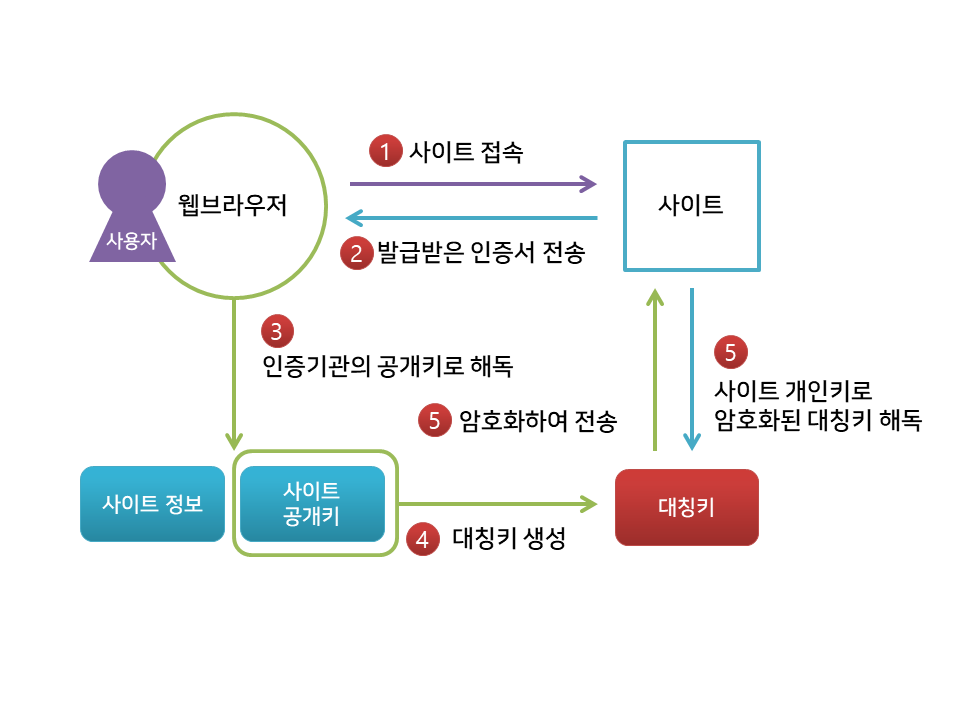 1 사이트 접속
웹브라우저
사이트
사용자
2 발급받은 인증서 전송
3
인증기관의 공개키로 해독
5
사이트 개인키로
암호화된 대칭키 해독
5 암호화하여 전송
사이트 정보
사이트
공개키
대칭키
4 대칭키 생성